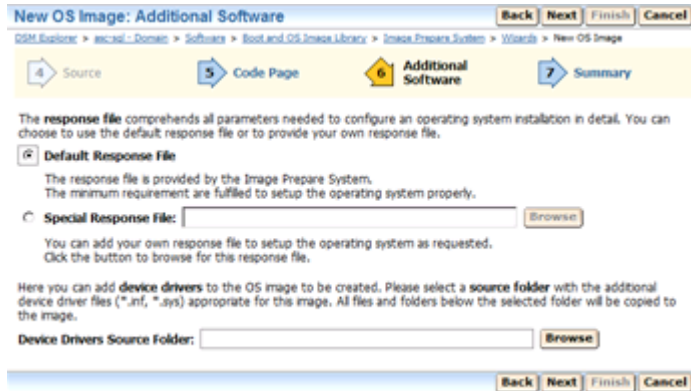 New OS Image: Additional Software
Back Next Finish Cancel
DSM Explorer > asc-sql - Domain > Software > Boot and OS Image Library > Image Prepare System > Wizards > New OS Image
4 Source
5 Code Page
6 Additional Software
7 Summary
The response file comprehends all parameters needed to configure an operating system installation in detail. You can
choose to use the default response file or to provide your own response file.
Default Response File
The response file is provided by the Image Prepare System.
The minimum requirement are fulfilled to setup the operating system properly.
Special Response File: Browse
You can add your own response file to setup the operating system as requested.
Click the button to browse for this response file.
Here you can add device drivers to the OS image to be created. Please select a source folder with the additional
device driver files (*.inf, *.sys) appropriate for this image. All files and folders below the selected folder will be copied to
the image.
Device Drivers Source Folder: Browse
Back Next Finish Cancel